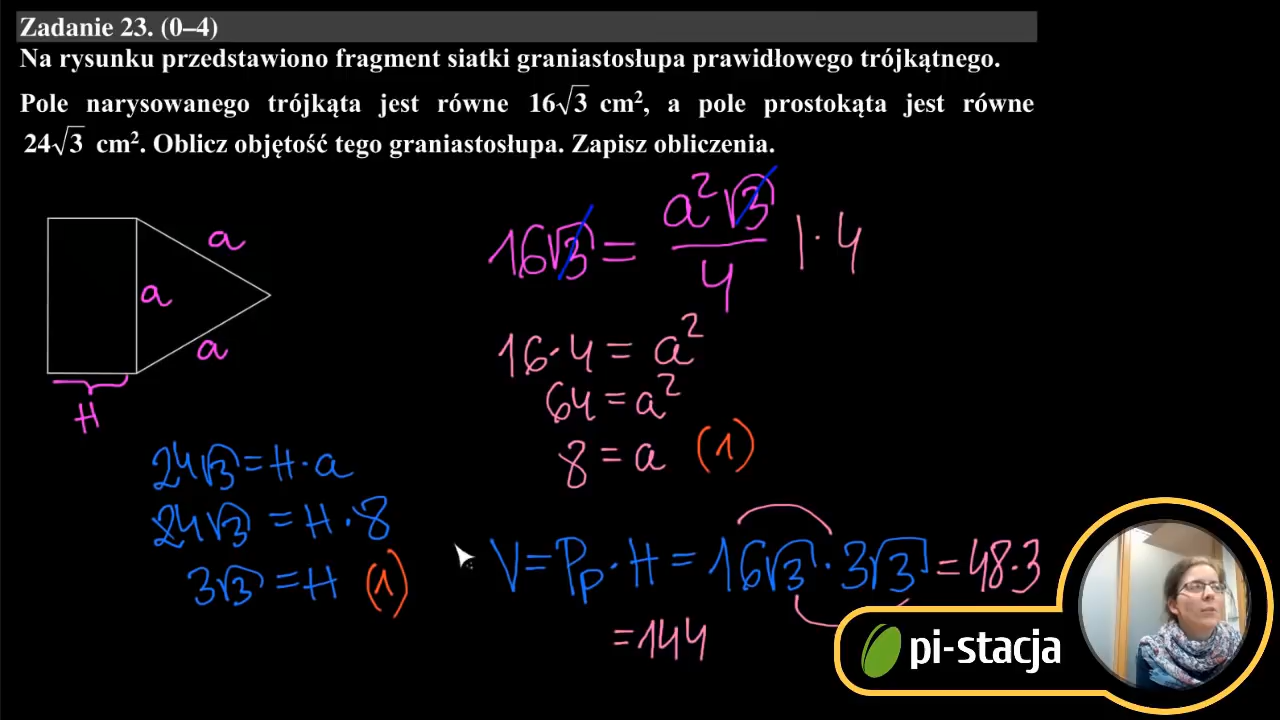 Zadanie 23. (0–4)
Na rysunku przedstawiono fragment siatki graniastosłupa prawidłowego trójkątnego.
Pole narysowanego trójkąta jest równe 16√3 cm², a pole prostokąta jest równe
24√3 cm². Oblicz objętość tego graniastosłupa. Zapisz obliczenia.
a
a
a
H
16√3 = a²√3/4 |·4
16·4 = a²
64 = a²
8 = a (1)
24√3 = H·a
24√3 = H·8
3√3 = H (1)
V = Pp·H = 16√3·3√3 = 48·3
= 144
pi-stacja